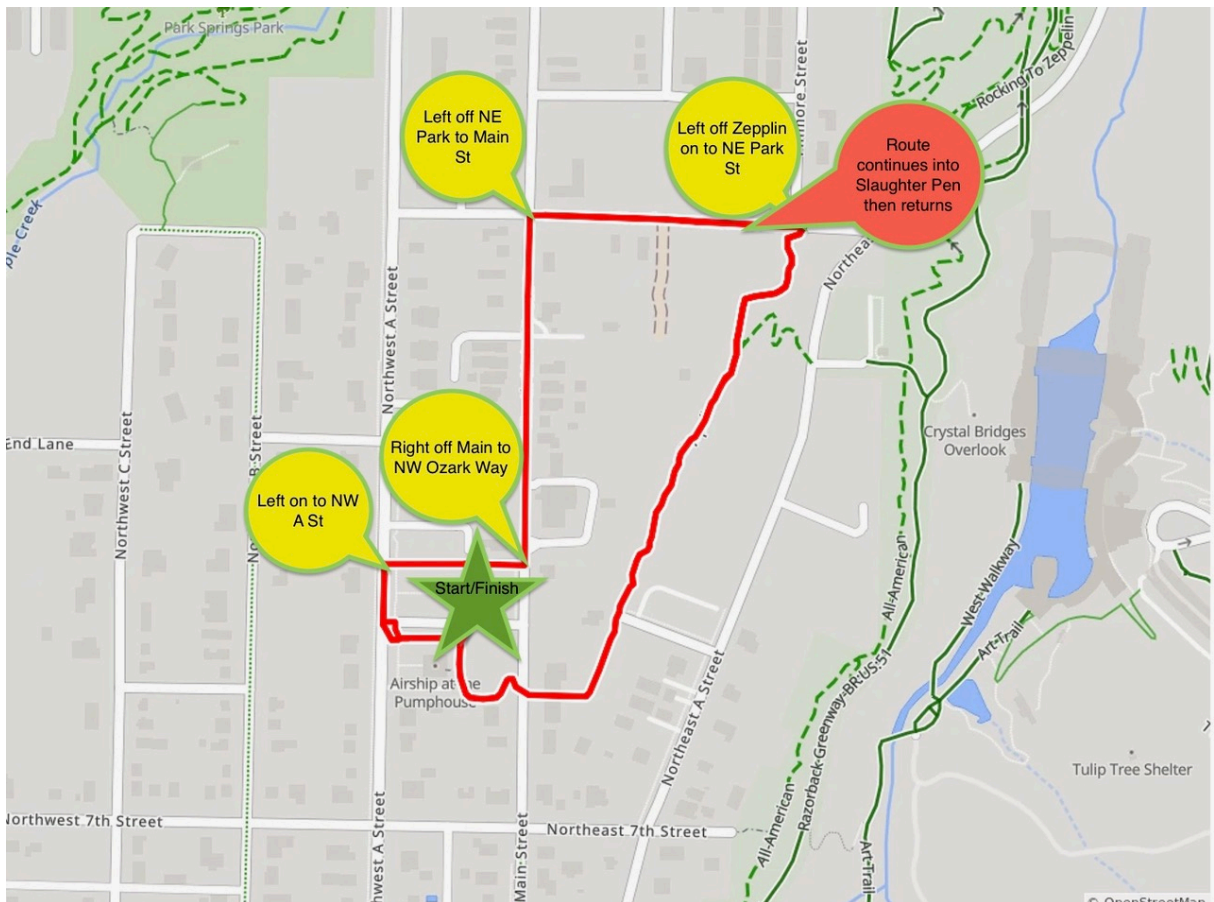 Park Springs Park
Rocking To Zeppelin
Left off NE
Park to Main
St
Left off Zepplin
on to NE Park
St
Route
continues into
Slaughter Pen
then returns
Northwest A Street
End Lane
Northwest C Street
Crystal Bridges
Overlook
Right off Main to
NW Ozark Way
Left on to NW
A St
Start/Finish
All-American
West Walkway
Art Trail
Airship at the
Pumphouse
Northeast A Street
Razorback Greenway BR US 51
All-American
Tulip Tree Shelter
Northwest 7th Street
Northeast 7th Street
Main Street
Art Trail
© OpenStreetMap